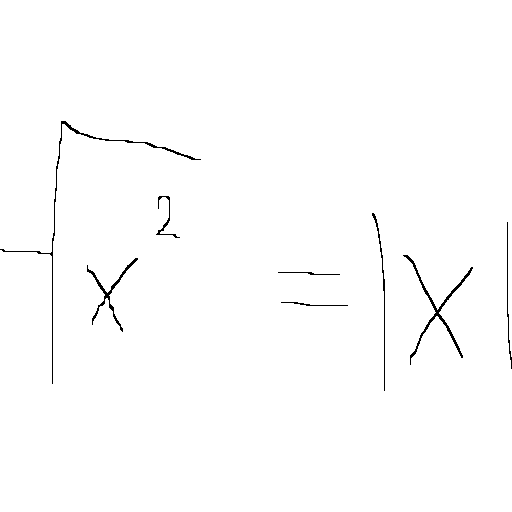 √x² = |x|